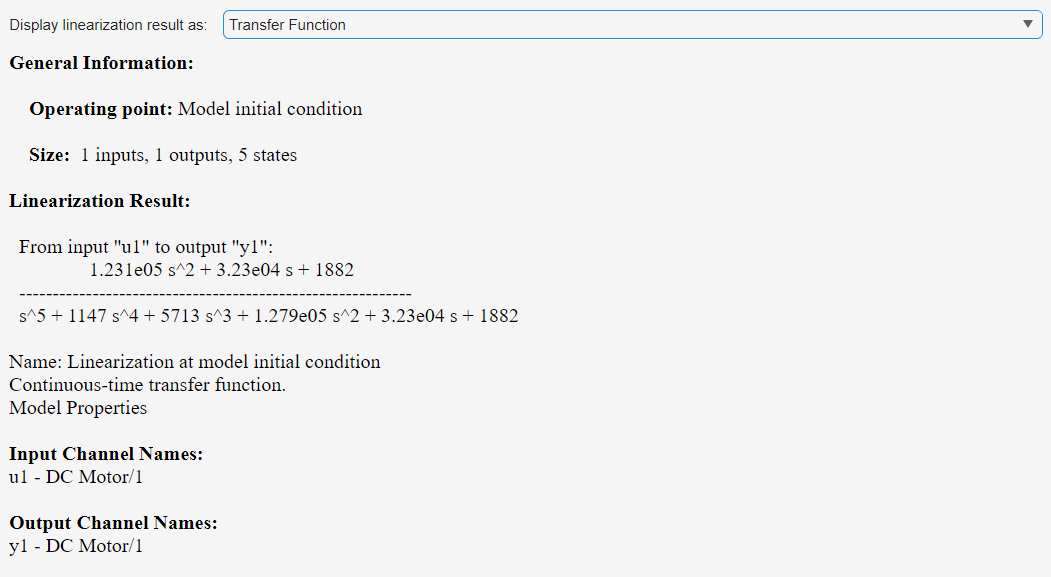 Display linearization result as: Transfer Function
General Information:
Operating point: Model initial condition
Size: 1 inputs, 1 outputs, 5 states
Linearization Result:
From input "u1" to output "y1":
1.231e05 s^2 + 3.23e04 s + 1882
-----------------------------------------------------------
s^5 + 1147 s^4 + 5713 s^3 + 1.279e05 s^2 + 3.23e04 s + 1882
Name: Linearization at model initial condition
Continuous-time transfer function.
Model Properties
Input Channel Names:
u1 - DC Motor/1
Output Channel Names:
y1 - DC Motor/1